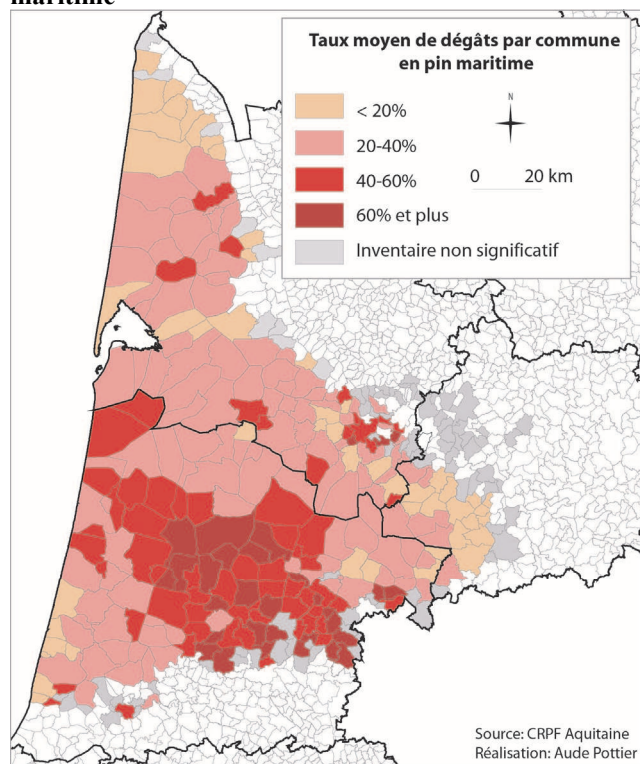 maritime
Taux moyen de dégâts par commune
en pin maritime
N
< 20%
20-40%
40-60%
60% et plus
Inventaire non significatif
0 20 km
Source: CRPF Aquitaine
Réalisation: Aude Pottier